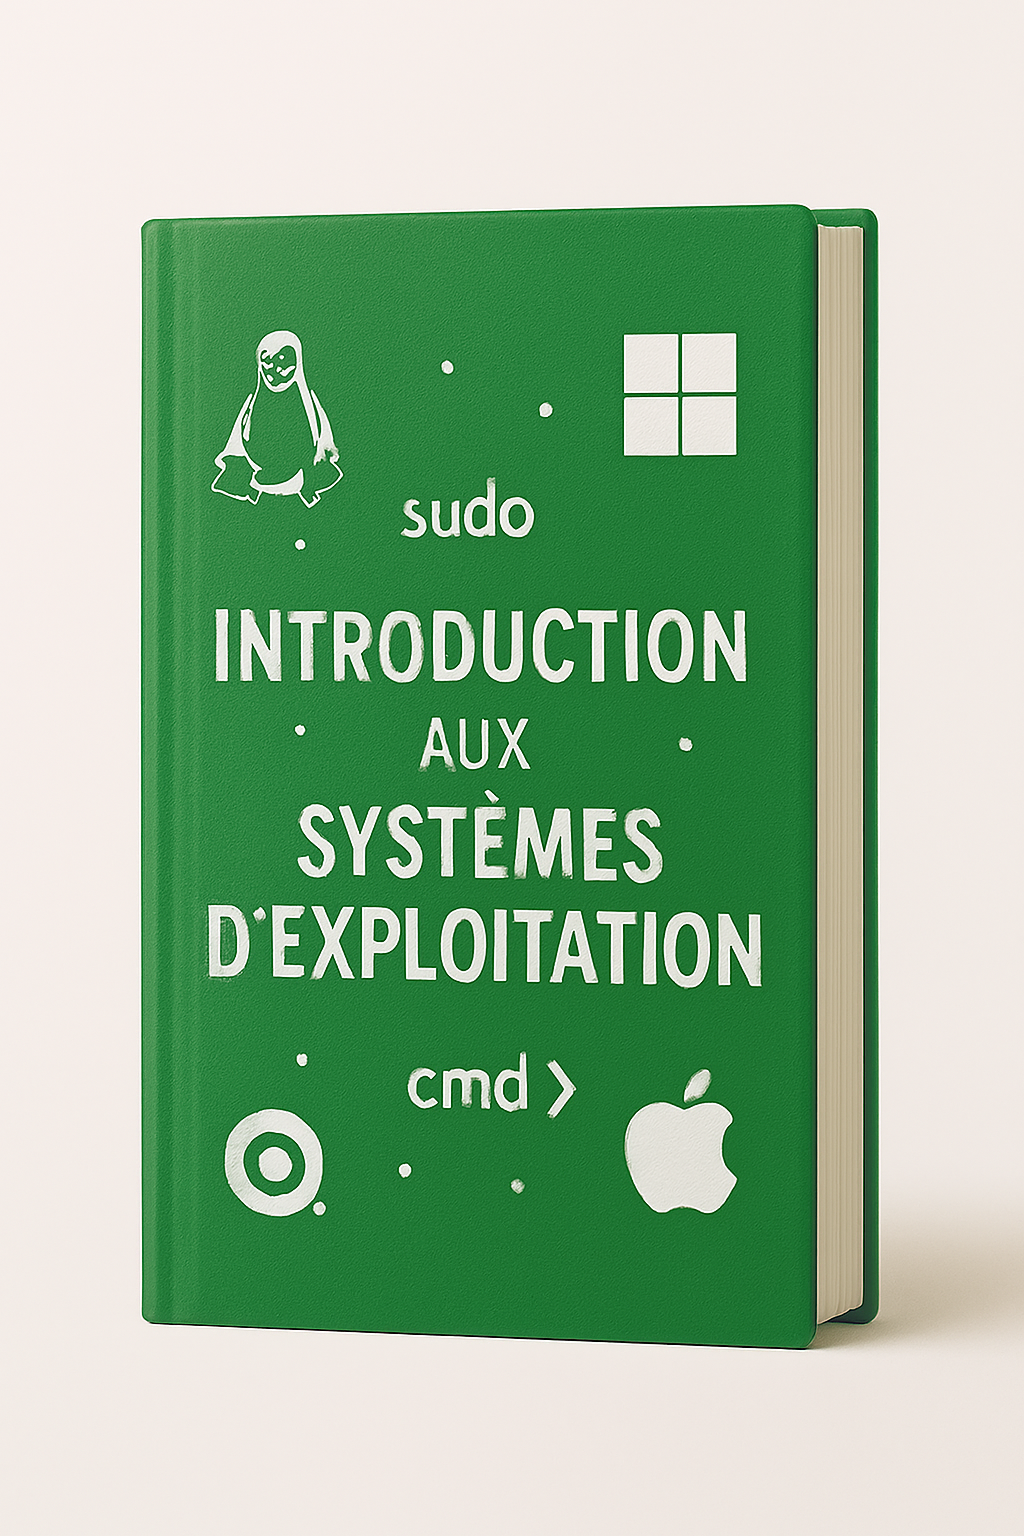 sudo
INTRODUCTION
AUX
SYSTÈMES
D'EXPLOITATION
cmd >